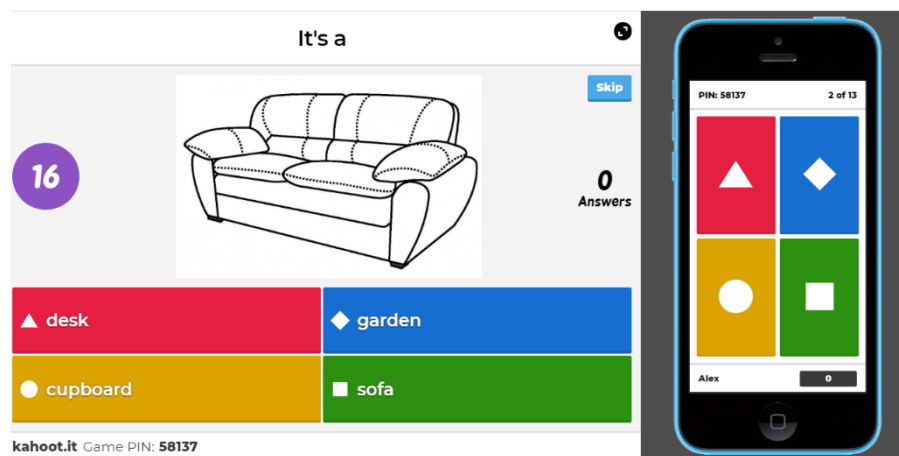 It's a
Skip
16
0
Answers
desk
garden
cupboard
sofa
kahoot.it Game PIN: 58137
PIN: 58137 2 of 13
Alex 0